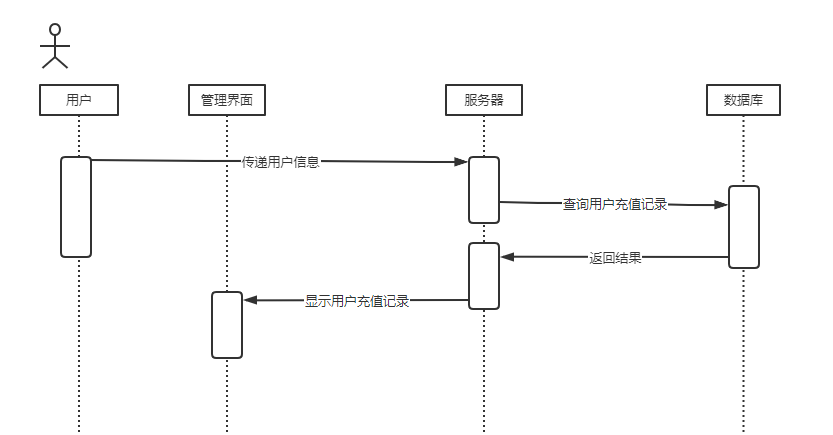 用户
管理界面
服务器
数据库
传递用户信息
查询用户充值记录
返回结果
显示用户充值记录